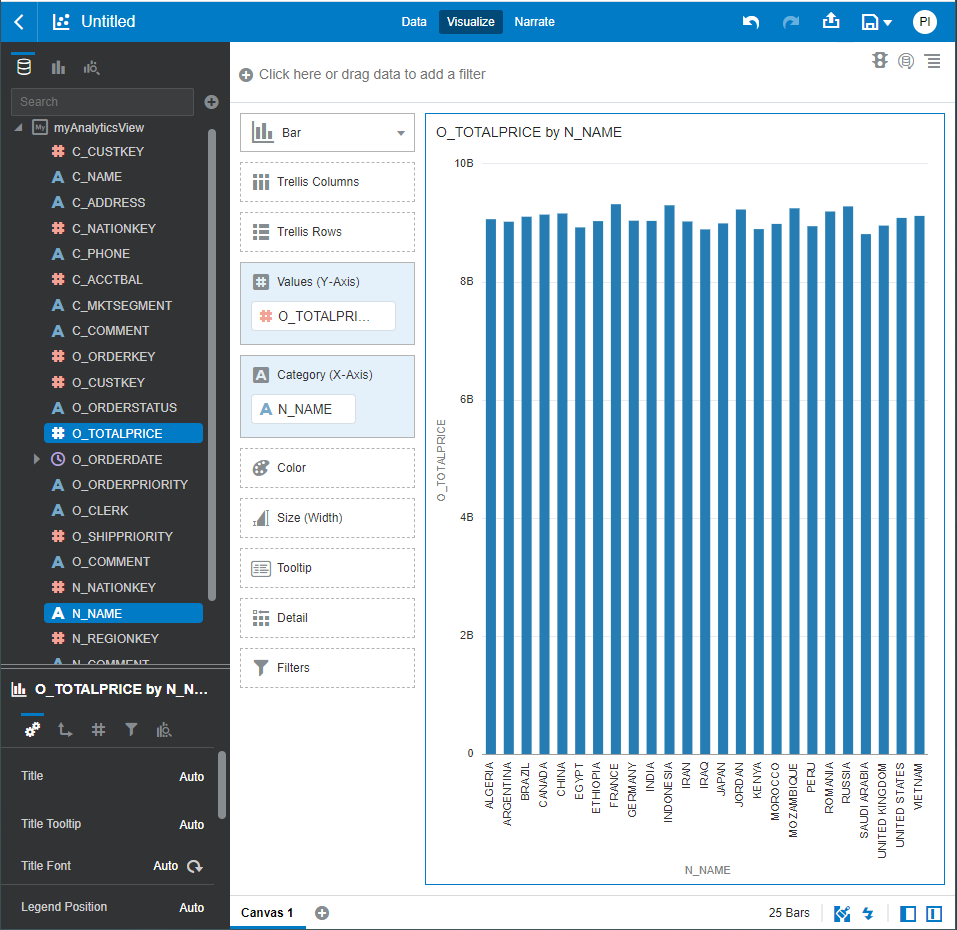 Untitled
Data Visualize Narrate
PI
Click here or drag data to add a filter
Search
My myAnalyticsView
C_CUSTKEY
A C_NAME
A C_ADDRESS
C_NATIONKEY
A C_PHONE
C_ACCTBAL
A C_MKTSEGMENT
A C_COMMENT
O_ORDERKEY
O_CUSTKEY
A O_ORDERSTATUS
O_TOTALPRICE
O_ORDERDATE
A O_ORDERPRIORITY
A O_CLERK
O_SHIPPRIORITY
A O_COMMENT
N_NATIONKEY
A N_NAME
N_REGIONKEY
A N_COMMENT
O_TOTALPRICE by N_N...
Title Auto
Title Tooltip Auto
Title Font Auto
Legend Position Auto
Bar
Trellis Columns
Trellis Rows
# Values (Y-Axis)
# O_TOTALPRI...
A Category (X-Axis)
A N_NAME
Color
Size (Width)
Tooltip
Detail
Filters
O_TOTALPRICE by N_NAME
10B
8B
6B
4B
2B
0
O_TOTALPRICE
ALGERIA
ARGENTINA
BRAZIL
CANADA
CHINA
EGYPT
ETHIOPIA
FRANCE
GERMANY
INDIA
INDONESIA
IRAN
IRAQ
JAPAN
JORDAN
KENYA
MOROCCO
MOZAMBIQUE
PERU
ROMANIA
RUSSIA
SAUDI ARABIA
UNITED KINGDOM
UNITED STATES
VIETNAM
N_NAME
Canvas 1
25 Bars